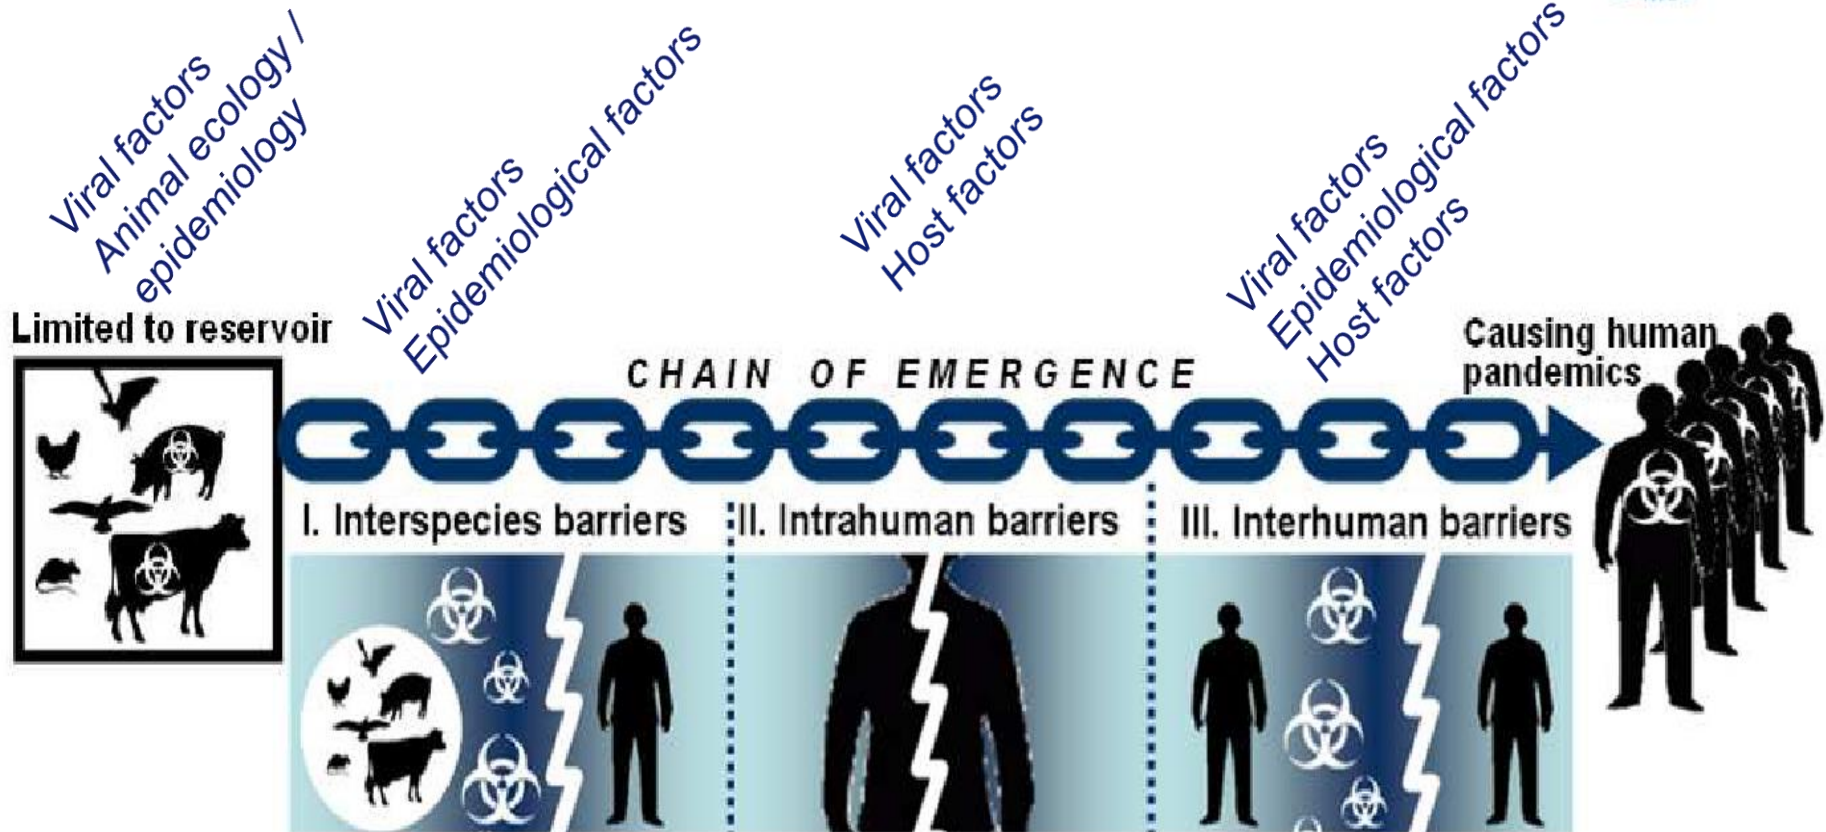 Viral factors
Animal ecology /
epidemiology
Viral factors
Epidemiological factors
Viral factors
Host factors
Viral factors
Epidemiological factors
Host factors
Limited to reservoir
CHAIN OF EMERGENCE
Causing human
pandemics
I. Interspecies barriers
II. Intrahuman barriers
III. Interhuman barriers